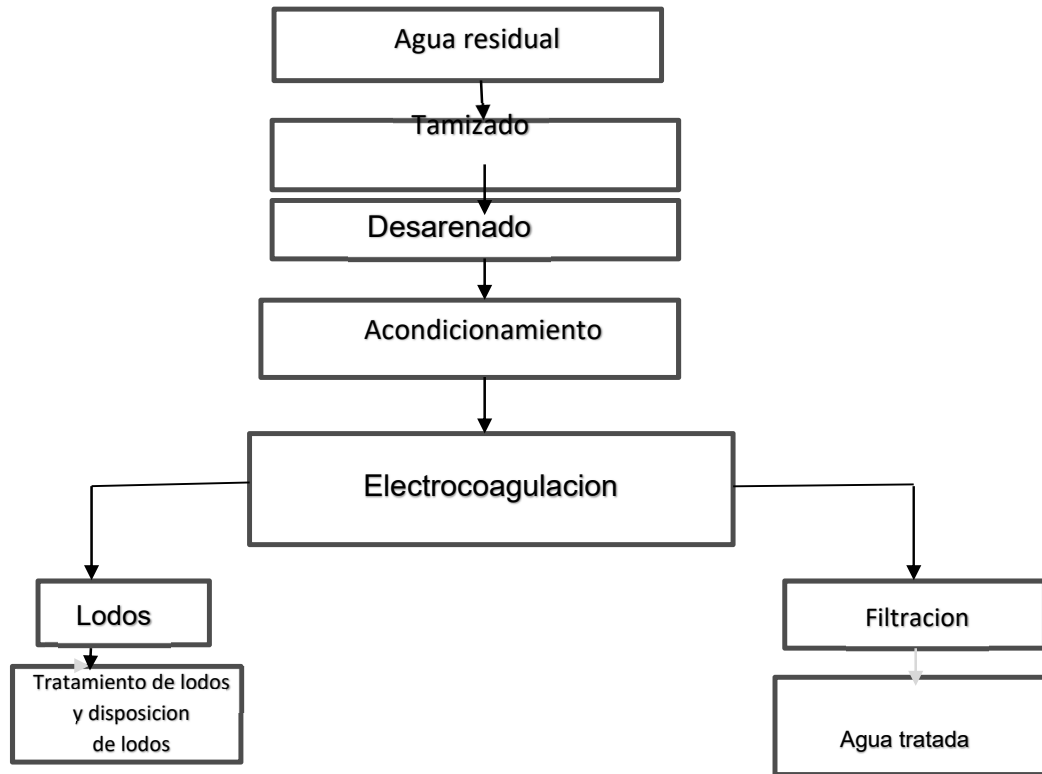 Agua residual
Tamizado
Desarenado
Acondicionamiento
Electrocoagulacion
Lodos
Filtracion
Tratamiento de lodos
y disposicion
de lodos
Agua tratada